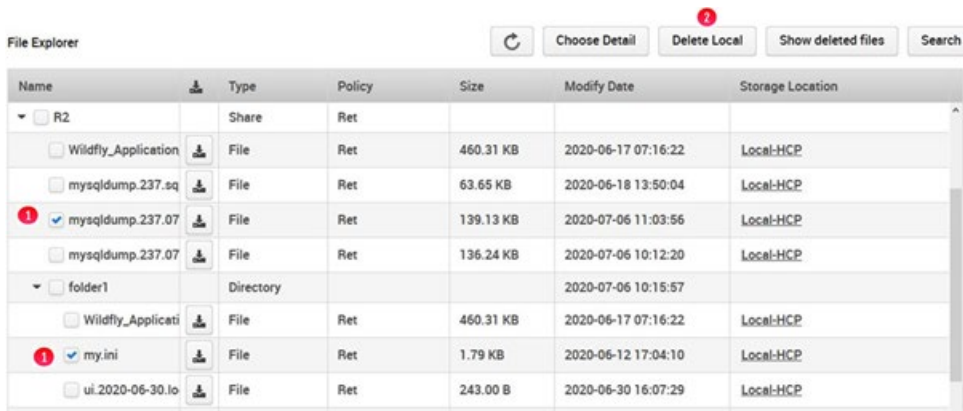 2
File Explorer Choose Detail Delete Local Show deleted files Search
Name Type Policy Size Modify Date Storage Location
R2 Share Ret
Wildfly_Application File Ret 460.31 KB 2020-06-17 07:16:22 Local-HCP
mysqldump.237.sq File Ret 63.65 KB 2020-06-18 13:50:04 Local-HCP
1 mysqldump.237.07 File Ret 139.13 KB 2020-07-06 11:03:56 Local-HCP
mysqldump.237.07 File Ret 136.24 KB 2020-07-06 10:12:20 Local-HCP
folder1 Directory 2020-07-06 10:15:57
Wildfly_Applicati File Ret 460.31 KB 2020-06-17 07:16:22 Local-HCP
1 my.ini File Ret 1.79 KB 2020-06-12 17:04:10 Local-HCP
ui.2020-06-30.lo File Ret 243.00 B 2020-06-30 16:07:29 Local-HCP